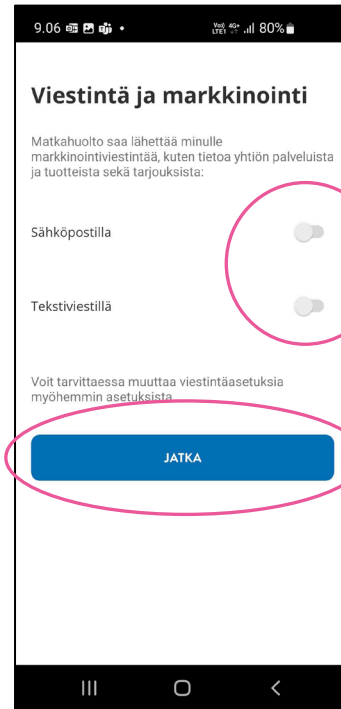 9.06 80%
Viestintä ja markkinointi
Matkahuolto saa lähettää minulle
markkinointiviestintää, kuten tietoa yhtiön palveluista
ja tuotteista sekä tarjouksista:
Sähköpostilla
Tekstiviestillä
Voit tarvittaessa muuttaa viestintäasetuksia
myöhemmin asetuksista
JATKA